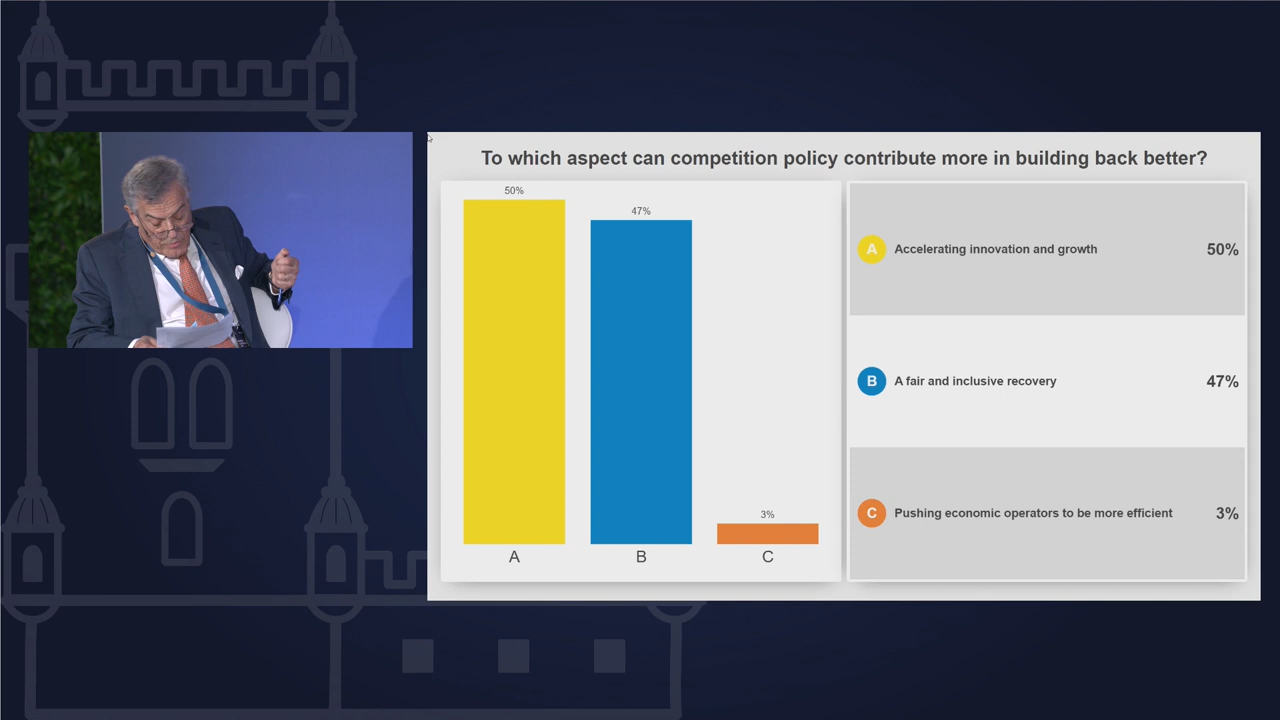 To which aspect can competition policy contribute more in building back better?
50%
47%
3%
A
B
C
A Accelerating innovation and growth 50%
B A fair and inclusive recovery 47%
C Pushing economic operators to be more efficient 3%